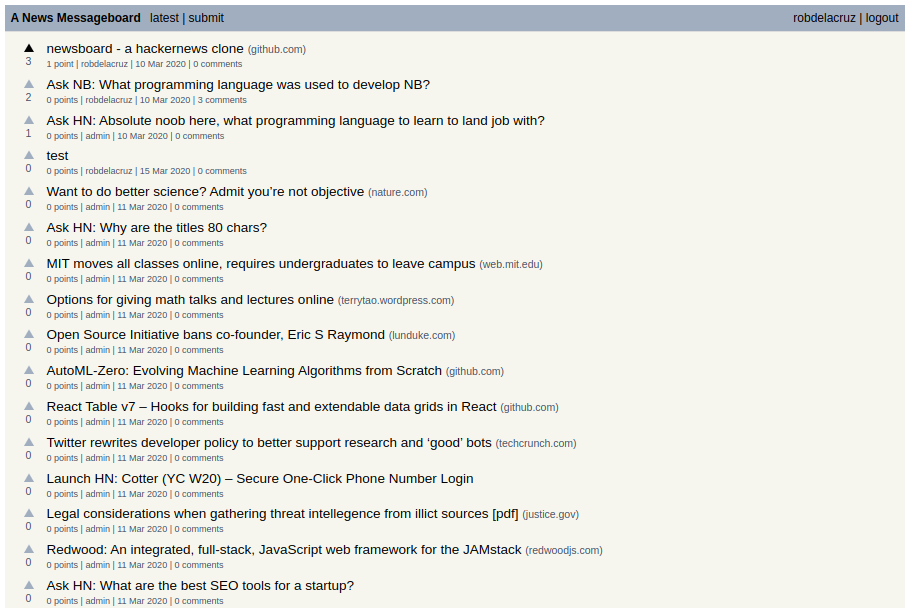 A News Messageboard latest | submit robdelacruz | logout
newsboard - a hackernews clone (github.com)
3
1 point | robdelacruz | 10 Mar 2020 | 0 comments
Ask NB: What programming language was used to develop NB?
2
0 points | robdelacruz | 10 Mar 2020 | 3 comments
Ask HN: Absolute noob here, what programming language to learn to land job with?
1
0 points | admin | 10 Mar 2020 | 0 comments
test
0
0 points | robdelacruz | 15 Mar 2020 | 0 comments
Want to do better science? Admit you’re not objective (nature.com)
0
0 points | admin | 11 Mar 2020 | 0 comments
Ask HN: Why are the titles 80 chars?
0
0 points | admin | 11 Mar 2020 | 0 comments
MIT moves all classes online, requires undergraduates to leave campus (web.mit.edu)
0
0 points | admin | 11 Mar 2020 | 0 comments
Options for giving math talks and lectures online (terrytao.wordpress.com)
0
0 points | admin | 11 Mar 2020 | 0 comments
Open Source Initiative bans co-founder, Eric S Raymond (lunduke.com)
0
0 points | admin | 11 Mar 2020 | 0 comments
AutoML-Zero: Evolving Machine Learning Algorithms from Scratch (github.com)
0
0 points | admin | 11 Mar 2020 | 0 comments
React Table v7 – Hooks for building fast and extendable data grids in React (github.com)
0
0 points | admin | 11 Mar 2020 | 0 comments
Twitter rewrites developer policy to better support research and ‘good’ bots (techcrunch.com)
0
0 points | admin | 11 Mar 2020 | 0 comments
Launch HN: Cotter (YC W20) – Secure One-Click Phone Number Login
0
0 points | admin | 11 Mar 2020 | 0 comments
Legal considerations when gathering threat intellegence from illict sources [pdf] (justice.gov)
0
0 points | admin | 11 Mar 2020 | 0 comments
Redwood: An integrated, full-stack, JavaScript web framework for the JAMstack (redwoodjs.com)
0
0 points | admin | 11 Mar 2020 | 0 comments
Ask HN: What are the best SEO tools for a startup?
0
0 points | admin | 11 Mar 2020 | 0 comments